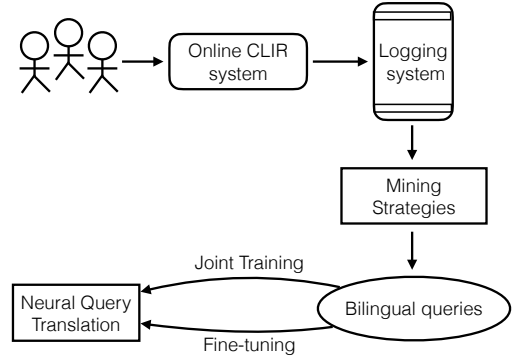 Online CLIR
system
Logging
system
Mining
Strategies
Joint Training
Neural Query
Translation
Bilingual queries
Fine-tuning